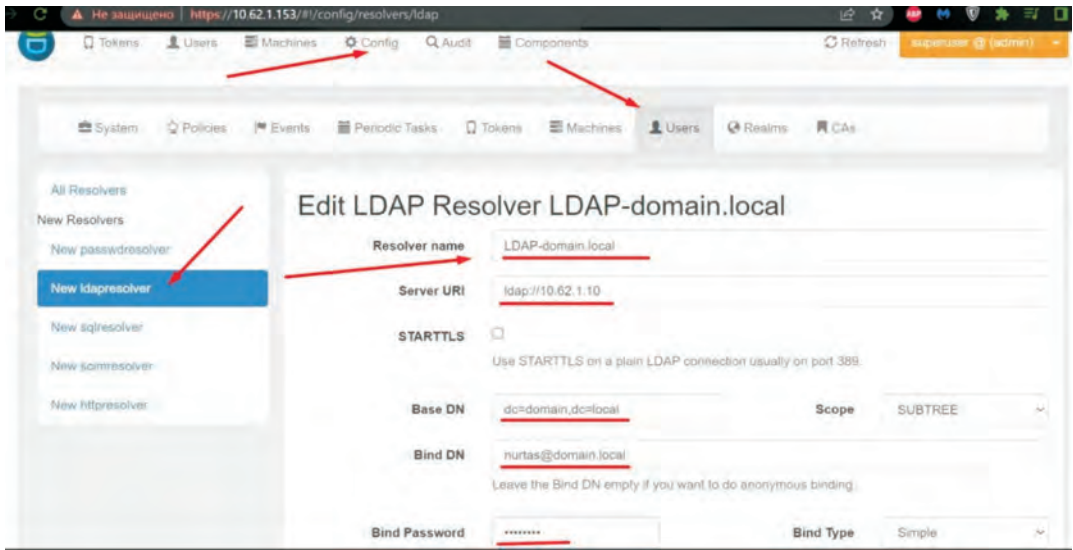 Не защищено | https://10.62.1.153/#!/config/resolvers/ldap
Tokens Users Machines Config Audit Components Refresh superuser @ (admin)
System Policies Events Periodic Tasks Tokens Machines Users Realms CAs
All Resolvers
New Resolvers
New passwdresolver
New ldapresolver
New sqlresolver
New scimresolver
New httpresolver
Edit LDAP Resolver LDAP-domain.local
Resolver name LDAP-domain.local
Server URI ldap://10.62.1.10
STARTTLS
Use STARTTLS on a plain LDAP connection usually on port 389.
Base DN dc=domain,dc=local Scope SUBTREE
Bind DN nurtas@domain.local
Leave the Bind DN empty if you want to do anonymous binding.
Bind Password •••••••• Bind Type Simple